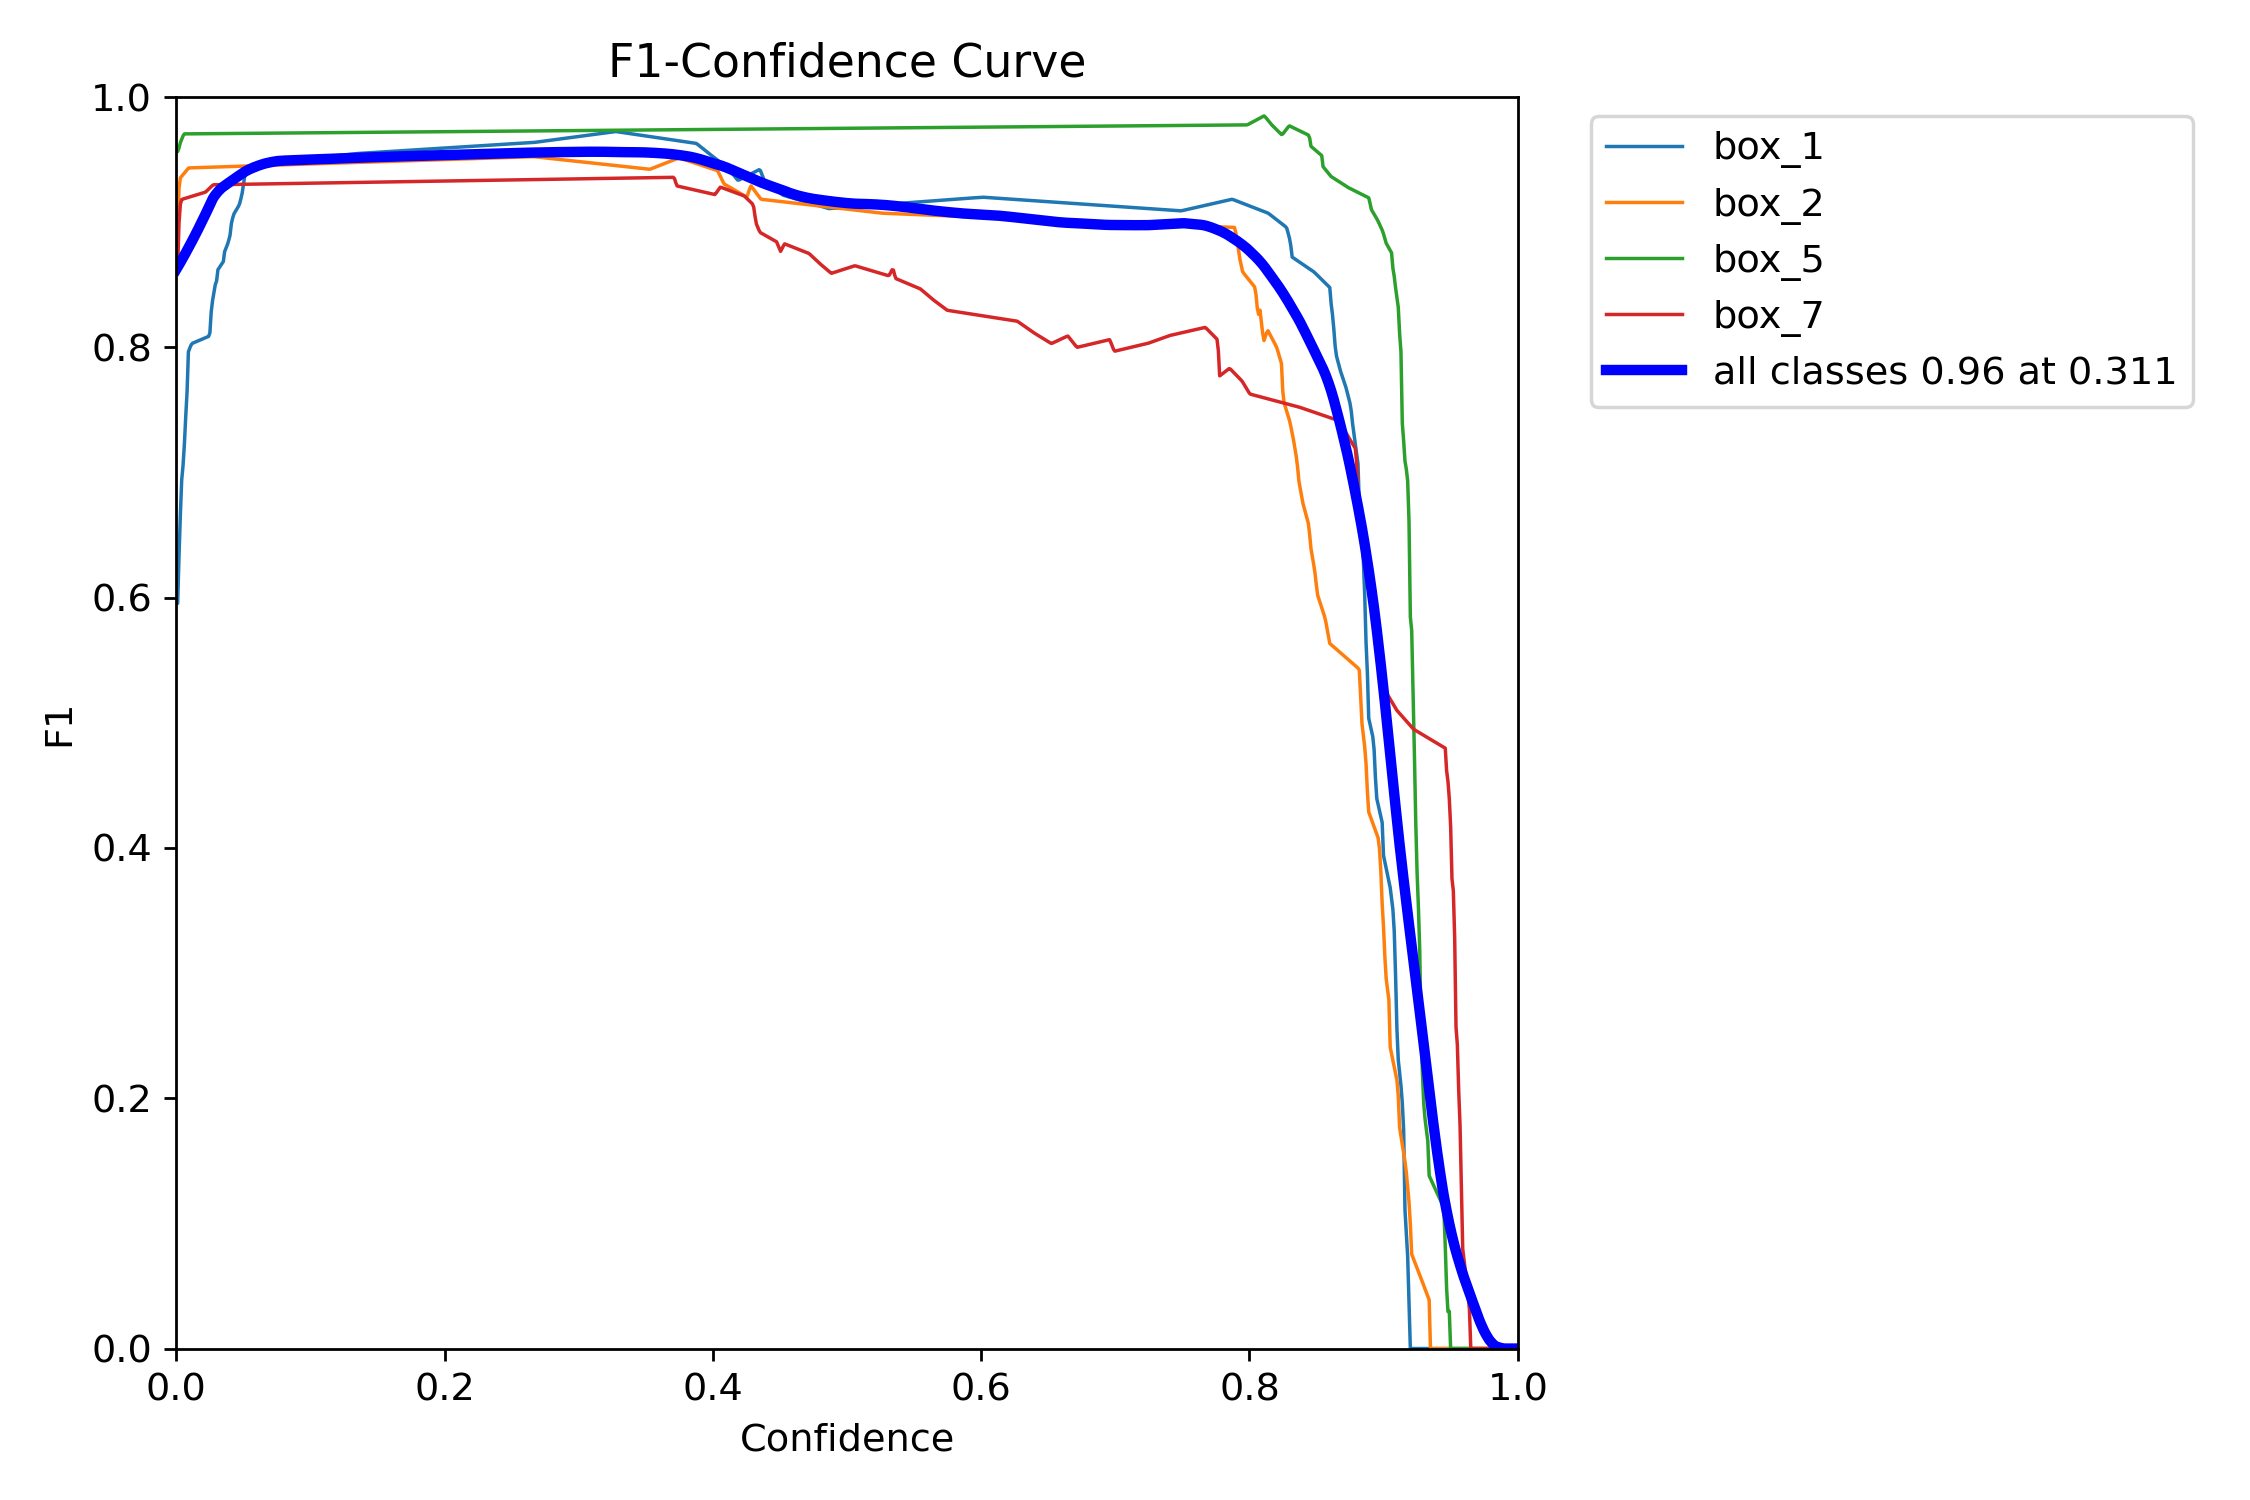 F1-Confidence Curve
1.0
0.8
0.6
0.4
0.2
0.0
F1
0.0 0.2 0.4 0.6 0.8 1.0
Confidence
box_1
box_2
box_5
box_7
all classes 0.96 at 0.311